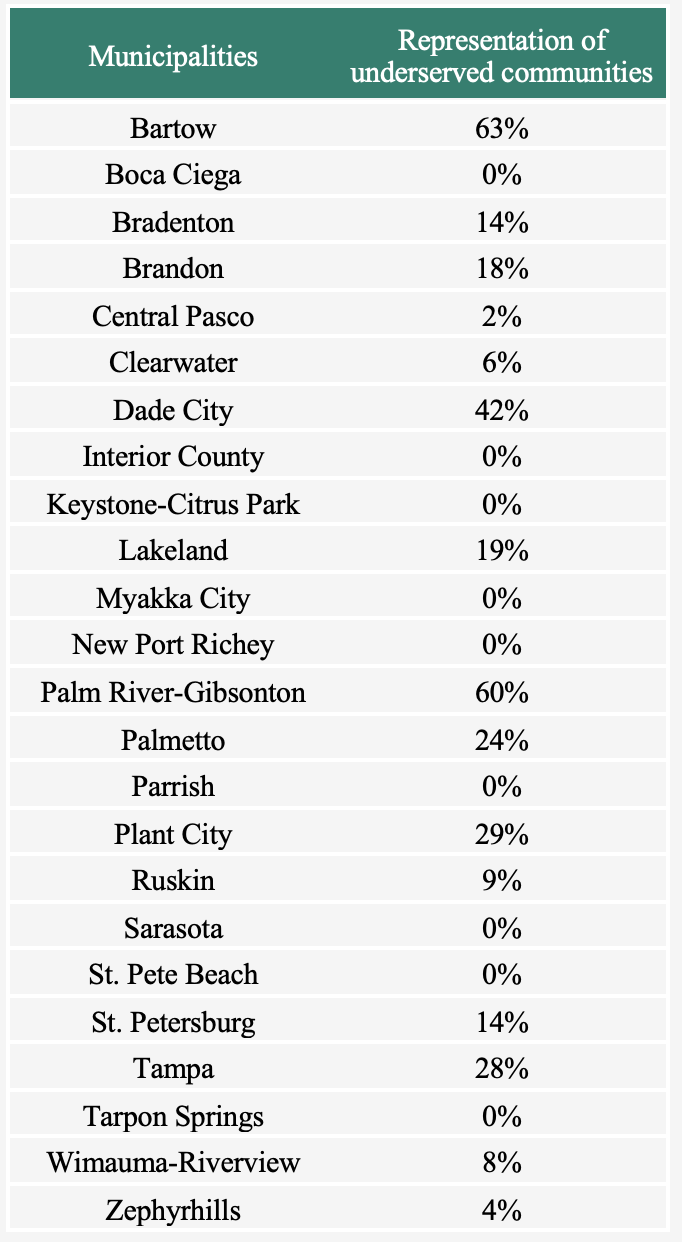 Municipalities Representation of
underserved communities
Bartow 63%
Boca Ciega 0%
Bradenton 14%
Brandon 18%
Central Pasco 2%
Clearwater 6%
Dade City 42%
Interior County 0%
Keystone-Citrus Park 0%
Lakeland 19%
Myakka City 0%
New Port Richey 0%
Palm River-Gibsonton 60%
Palmetto 24%
Parrish 0%
Plant City 29%
Ruskin 9%
Sarasota 0%
St. Pete Beach 0%
St. Petersburg 14%
Tampa 28%
Tarpon Springs 0%
Wimauma-Riverview 8%
Zephyrhills 4%